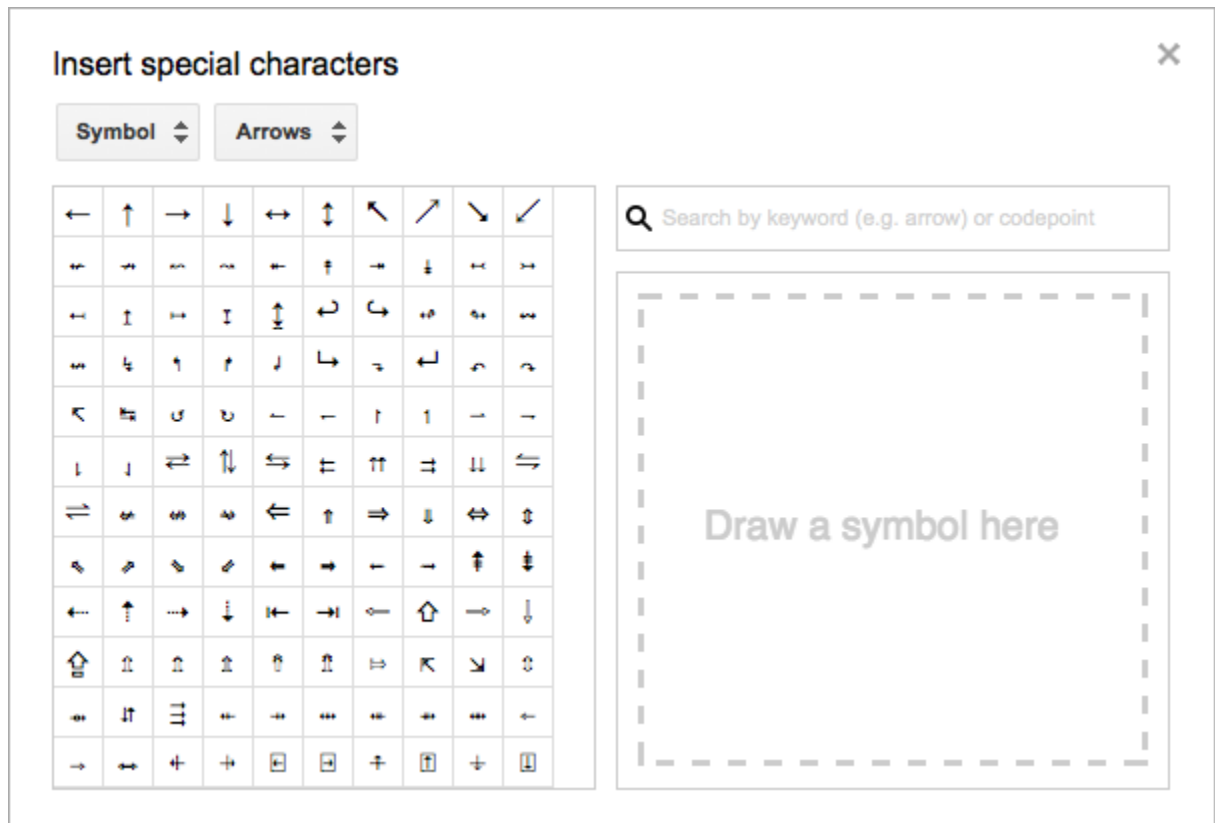 Insert special characters
Symbol Arrows
Search by keyword (e.g. arrow) or codepoint
Draw a symbol here